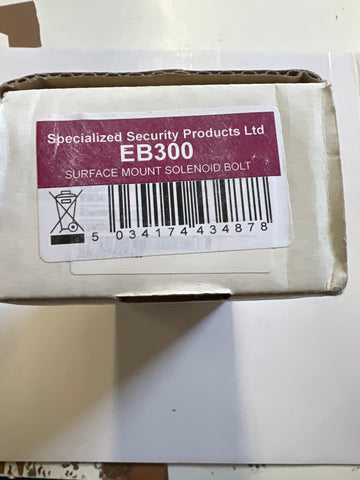 Specialized Security Products Ltd
EB300
SURFACE MOUNT SOLENOID BOLT
5 034174 434878